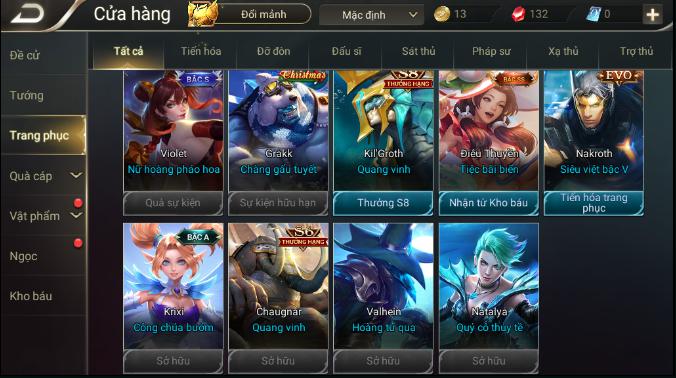 Cửa hàng
Đổi mảnh
Mặc định
13
132
0
Đề cử
Tướng
Trang phục
Quà cáp
Vật phẩm
Ngọc
Kho báu
Tất cả
Tiến hóa
Đỡ đòn
Đấu sĩ
Sát thủ
Pháp sư
Xạ thủ
Trợ thủ
BẬC S
Violet
Nữ hoàng pháo hoa
Quà sự kiện
Christmas
Grakk
Chàng gấu tuyết
Sự kiện hữu hạn
S8
THƯỜNG HẠNG
Kil'Groth
Quang vinh
Thưởng S8
BẬC SS
Điêu Thuyền
Tiệc bãi biển
Nhận từ Kho báu
EVO
V
Nakroth
Siêu việt bậc V
Tiến hóa trang
phục
BẬC A
Krixi
Công chúa bướm
Sở hữu
S6
THƯỜNG HẠNG
Chaugnar
Quang vinh
Sở hữu
Valhein
Hoàng tử quạ
Sở hữu
Natalya
Quý cô thủy tề
Sở hữu